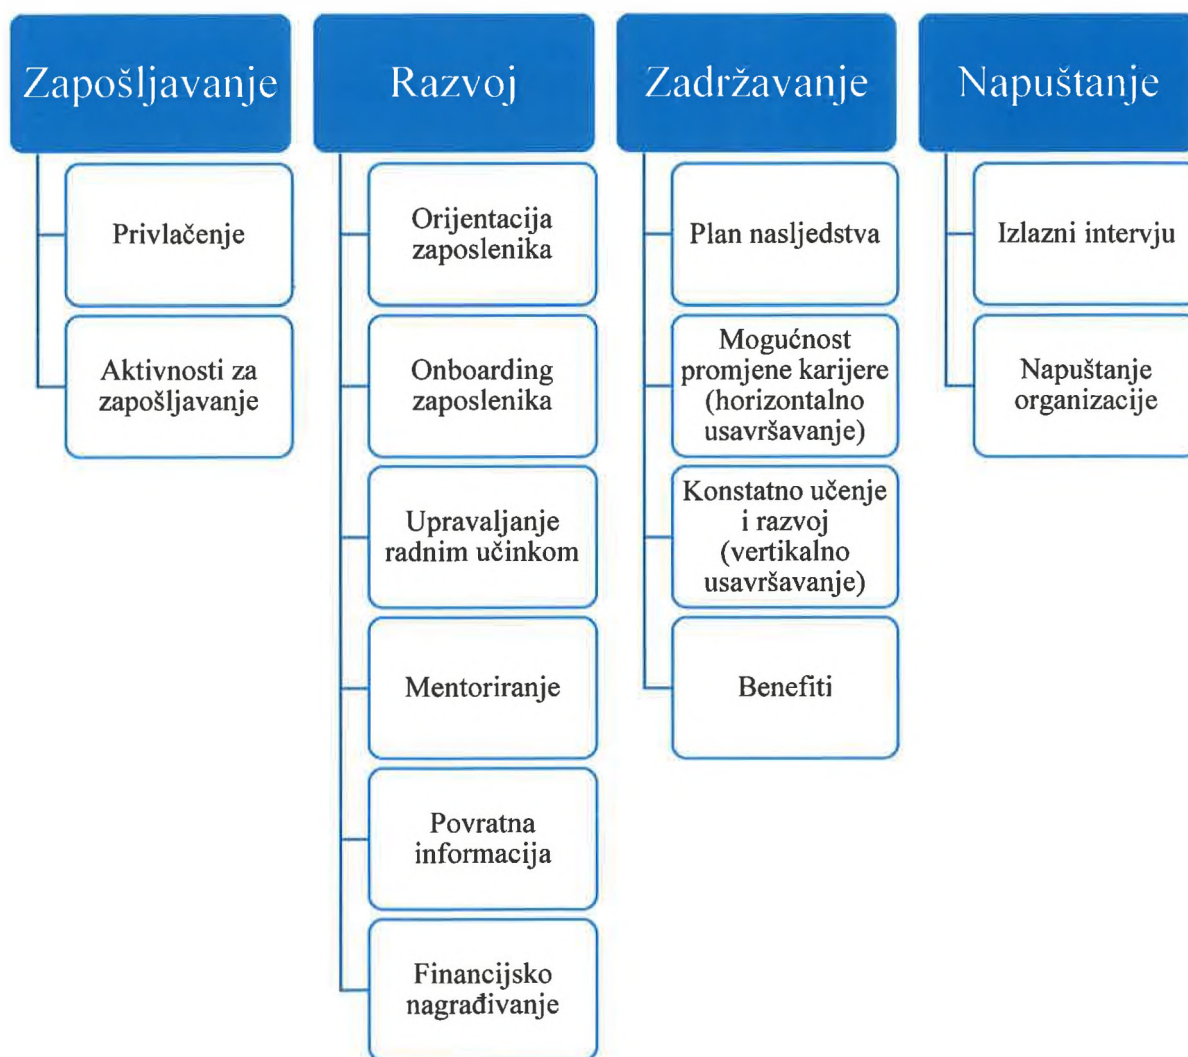 Zapošljavanje
Privlačenje
Aktivnosti za
zapošljavanje
Razvoj
Orijentacija
zaposlenika
Onboarding
zaposlenika
Upravaljanje
radnim učinkom
Mentoriranje
Povratna
informacija
Financijsko
nagrađivanje
Zadržavanje
Plan nasljedstva
Mogućnost
promjene karijere
(horizontalno
usavršavanje)
Konstatno učenje
i razvoj
(vertikalno
usavršavanje)
Benefiti
Napuštanje
Izlazni intervju
Napuštanje
organizacije